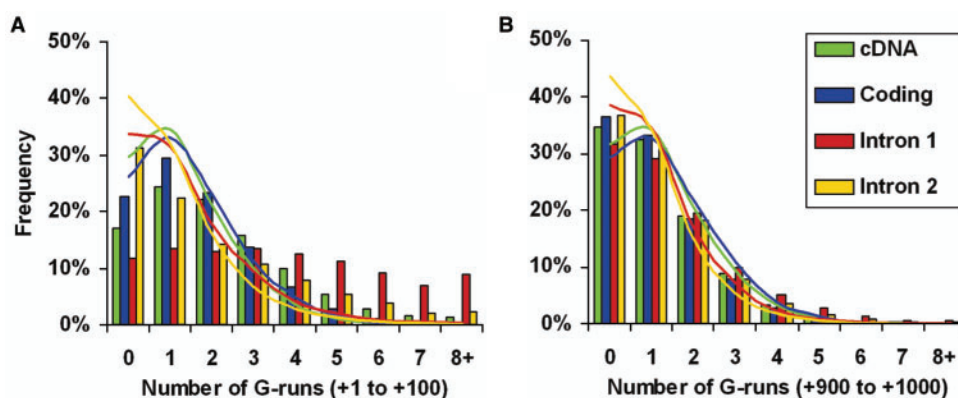 A
50%
40%
30%
20%
10%
0%
Frequency
0 1 2 3 4 5 6 7 8+
Number of G-runs (+1 to +100)
B
50%
40%
30%
20%
10%
0%
0 1 2 3 4 5 6 7 8+
Number of G-runs (+900 to +1000)
cDNA
Coding
Intron 1
Intron 2